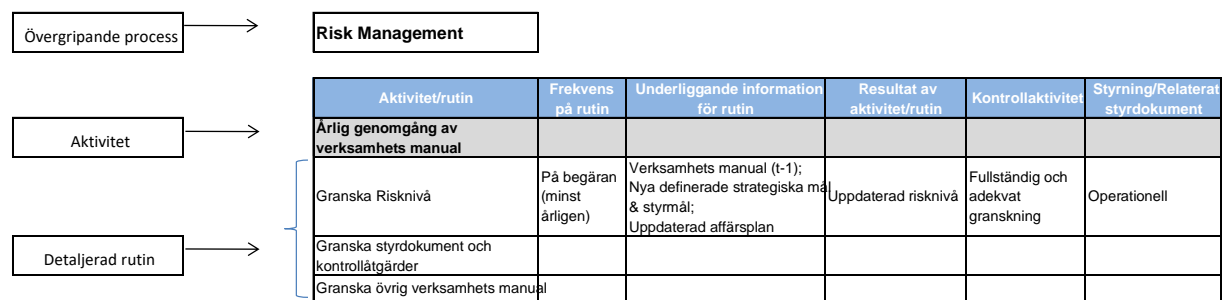 Övergripande process
Risk Management
Aktivitet/rutin
Frekvens
på rutin
Underliggande information
för rutin
Resultat av
aktivitet/rutin
Kontrollaktivitet
Styrning/Relaterat
styrdokument
Aktivitet
Årlig genomgång av
verksamhets manual
Granska Risknivå
På begäran
(minst
årligen)
Verksamhets manual (t-1);
Nya definerade strategiska mål
& styrmål;
Uppdaterad affärsplan
Uppdaterad risknivå
Fullständig och
adekvat
granskning
Operationell
Detaljerad rutin
Granska styrdokument och
kontrollåtgärder
Granska övrig verksamhets manual